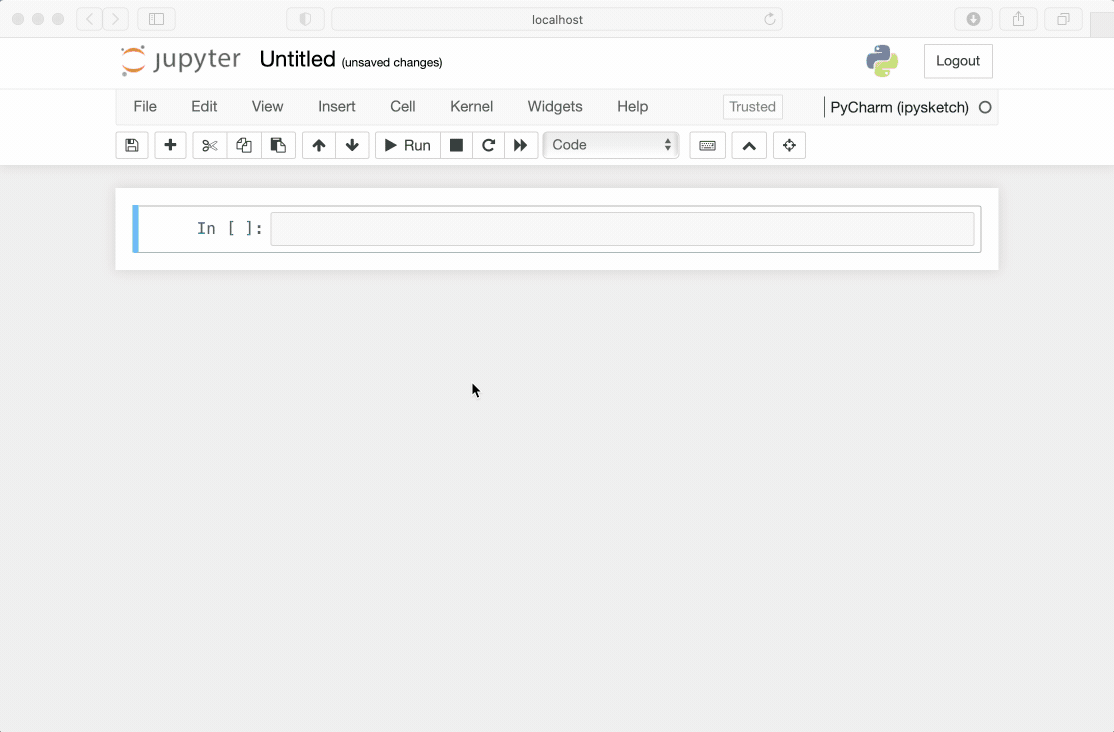 localhost
jupyter Untitled (unsaved changes)
Logout
File Edit View Insert Cell Kernel Widgets Help Trusted PyCharm (ipysketch)
Run Code
In [ ]: